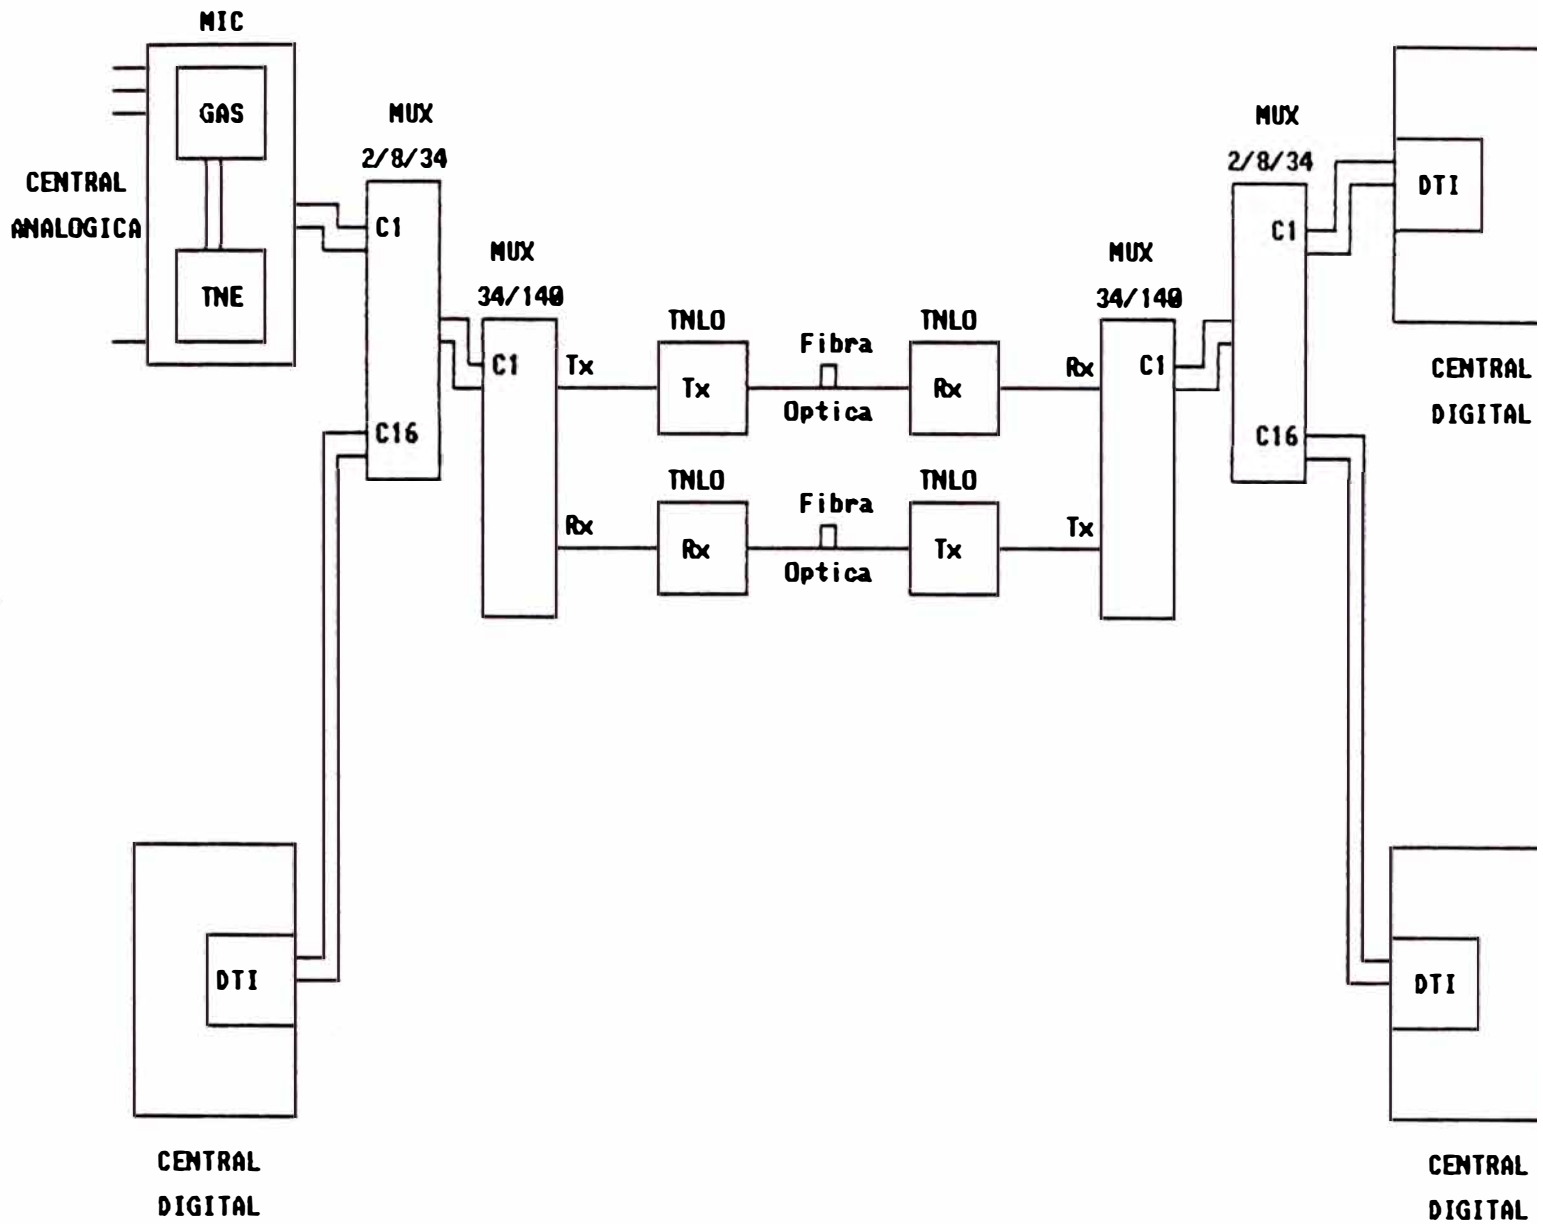 MIC
GAS
TNE
CENTRAL
ANALOGICA
MUX
2/8/34
C1
C16
MUX
34/140
C1
Tx
Rx
TNLO
Tx
Fibra
Optica
TNLO
Rx
TNLO
Rx
Fibra
Optica
TNLO
Tx
MUX
34/140
Rx
C1
Tx
MUX
2/8/34
C1
C16
DTI
CENTRAL
DIGITAL
DTI
CENTRAL
DIGITAL
DTI
CENTRAL
DIGITAL